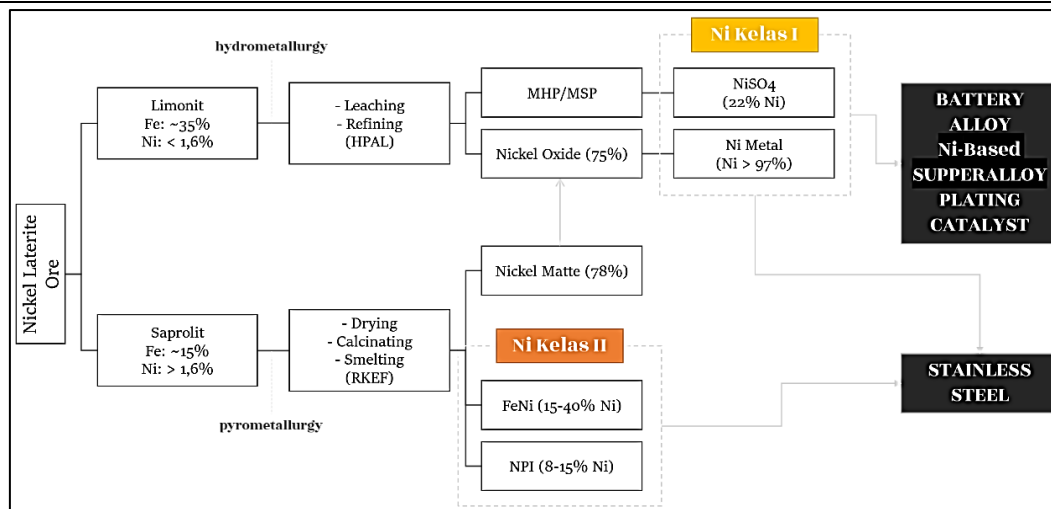 Ni Kelas I
hydrometallurgy
Limonit
Fe: ~35%
Ni: < 1,6%
- Leaching
- Refining
(HPAL)
MHP/MSP
Nickel Oxide (75%)
NiSO4
(22% Ni)
Ni Metal
(Ni > 97%)
BATTERY
ALLOY
Ni-Based
SUPPERALLOY
PLATING
CATALYST
Nickel Laterite
Ore
Nickel Matte (78%)
Saprolit
Fe: ~15%
Ni: > 1,6%
- Drying
- Calcinating
- Smelting
(RKEF)
Ni Kelas II
FeNi (15-40% Ni)
NPI (8-15% Ni)
pyrometallurgy
STAINLESS
STEEL